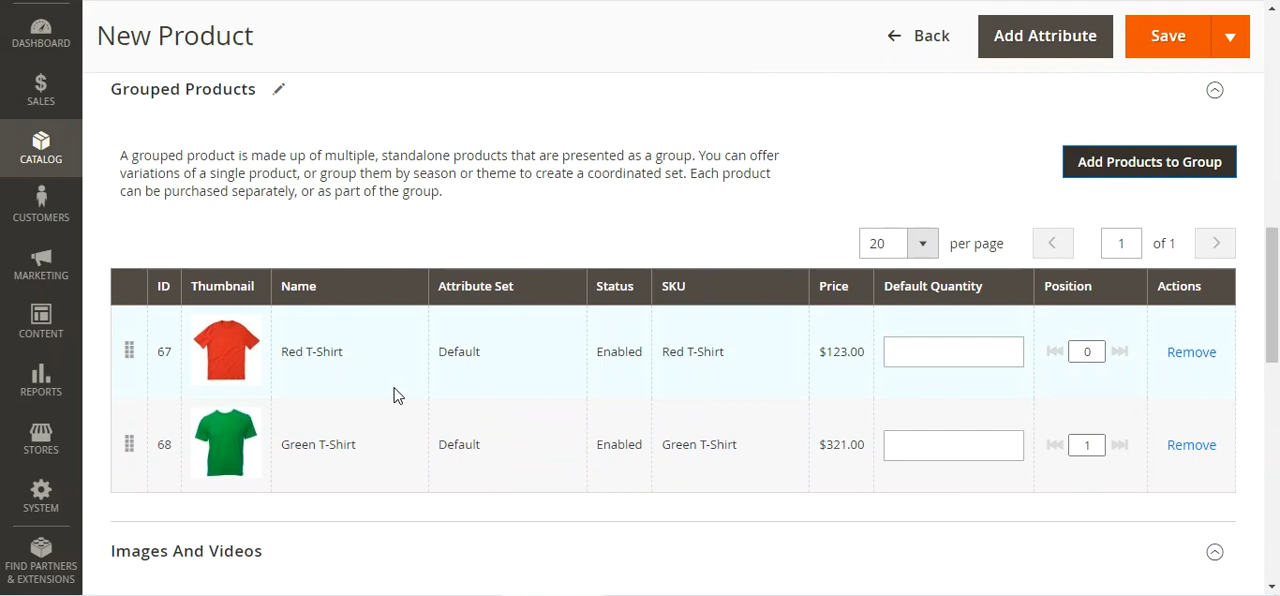 DASHBOARD
SALES
CATALOG
CUSTOMERS
MARKETING
CONTENT
REPORTS
STORES
SYSTEM
FIND PARTNERS
& EXTENSIONS
New Product
Back
Add Attribute
Save
Grouped Products
A grouped product is made up of multiple, standalone products that are presented as a group. You can offer
variations of a single product, or group them by season or theme to create a coordinated set. Each product
can be purchased separately, or as part of the group.
Add Products to Group
20 per page 1 of 1
ID Thumbnail Name Attribute Set Status SKU Price Default Quantity Position Actions
67 Red T-Shirt Default Enabled Red T-Shirt $123.00 0 Remove
68 Green T-Shirt Default Enabled Green T-Shirt $321.00 1 Remove
Images And Videos